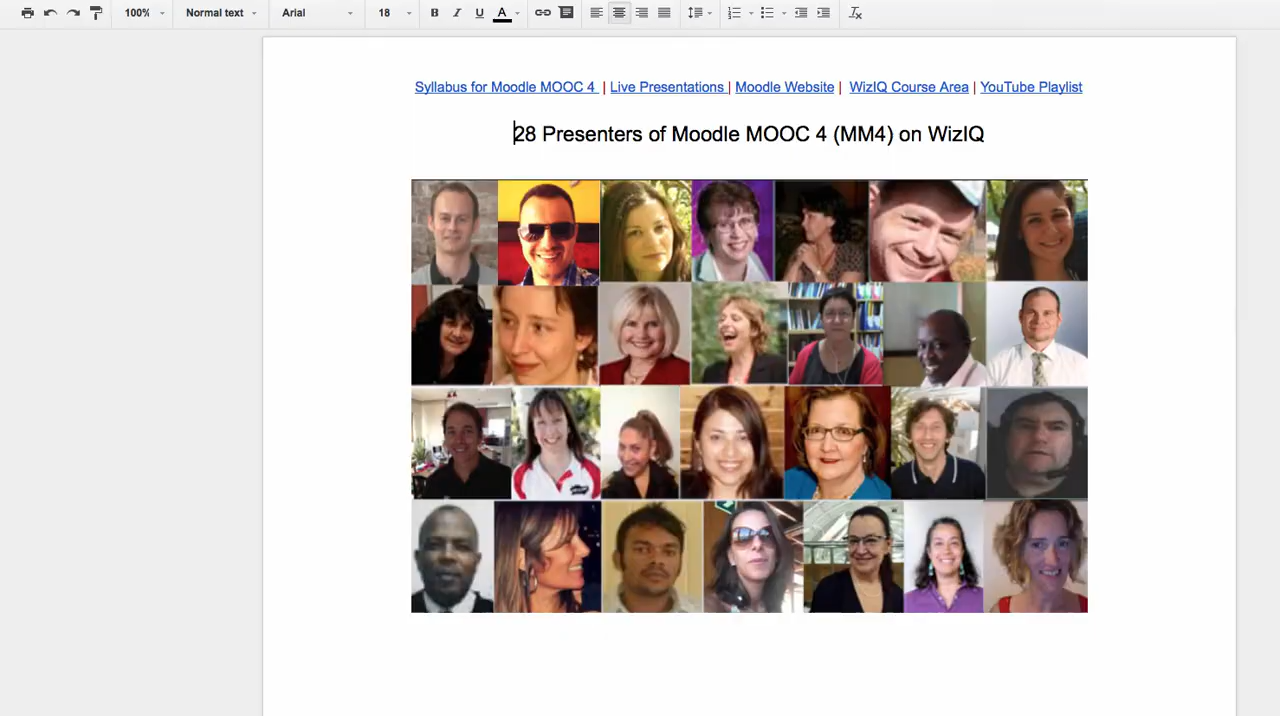 100% Normal text Arial 18 B I U A
Syllabus for Moodle MOOC 4 | Live Presentations | Moodle Website | WizIQ Course Area | YouTube Playlist
28 Presenters of Moodle MOOC 4 (MM4) on WizIQ